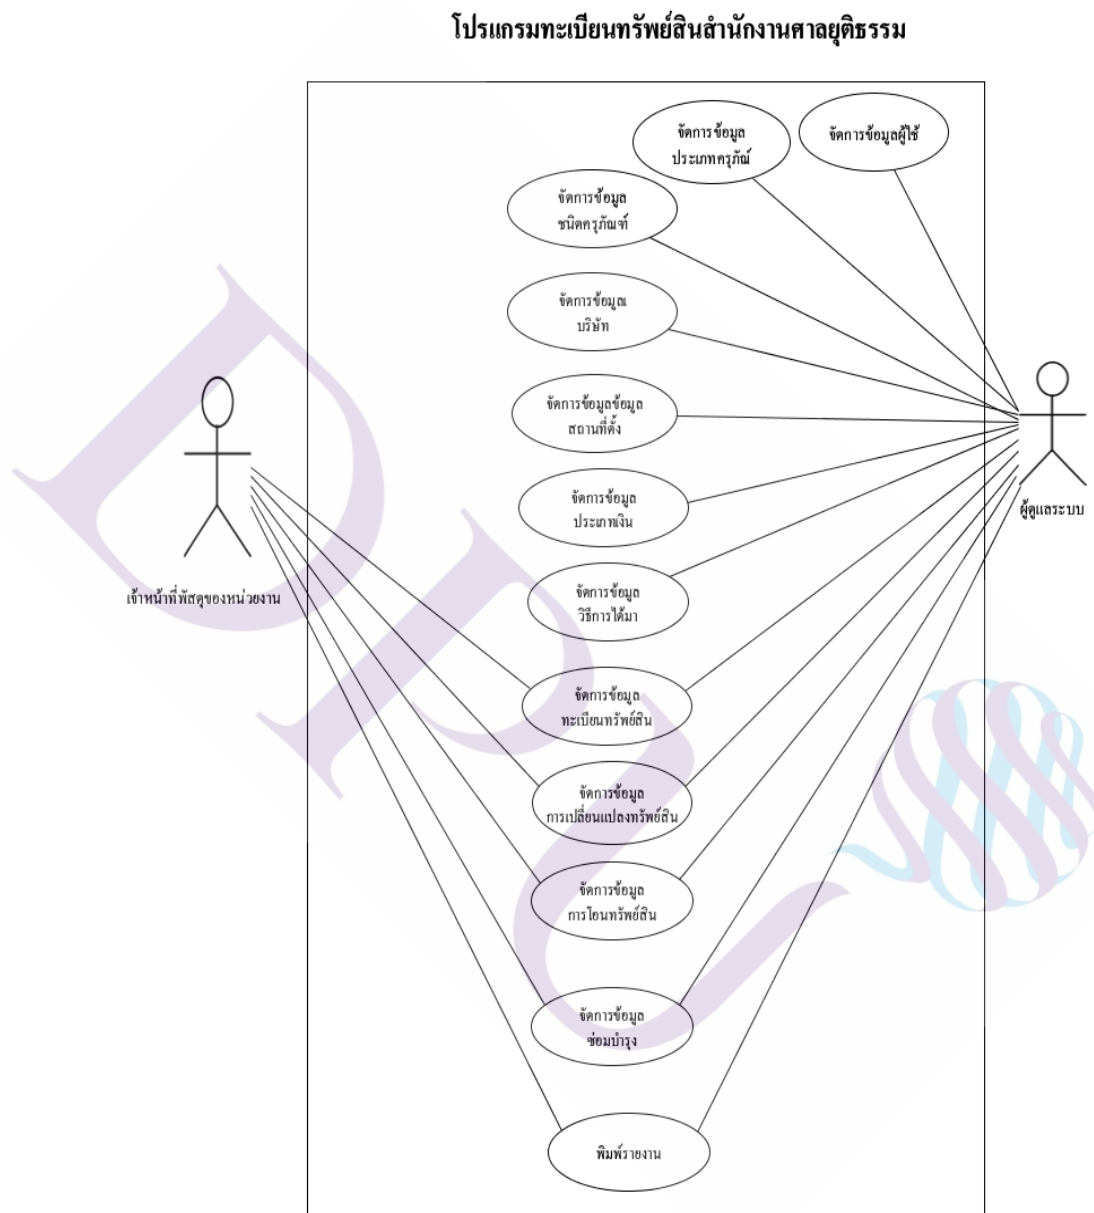 โปรแกรมทะเบียนทรัพย์สินสำนักงานศาลยุติธรรม
จัดการข้อมูล
ประเภทครุภัณ์
จัดการข้อมูลผู้ใช้
จัดการข้อมูล
ชนิดครุภัณฑ์
จัดการข้อมูลเ
บริษัท
จัดการข้อมูลข้อมูล
สถานที่ตั้ง
จัดการข้อมูล
ประเภทเงิน
ผู้ดูแลระบบ
จัดการข้อมูล
วิธีการได้มา
เจ้าหน้าที่พัสดุของหน่วยงาน
จัดการข้อมูล
ทะเบียนทรัพย์สิน
จัดการข้อมูล
การเปลี่ยนแปลงทรัพย์สิน
จัดการข้อมูล
การโอนทรัพย์สิน
จัดการข้อมูล
ซ่อมบำรุง
พิมพ์รายงาน
DPU